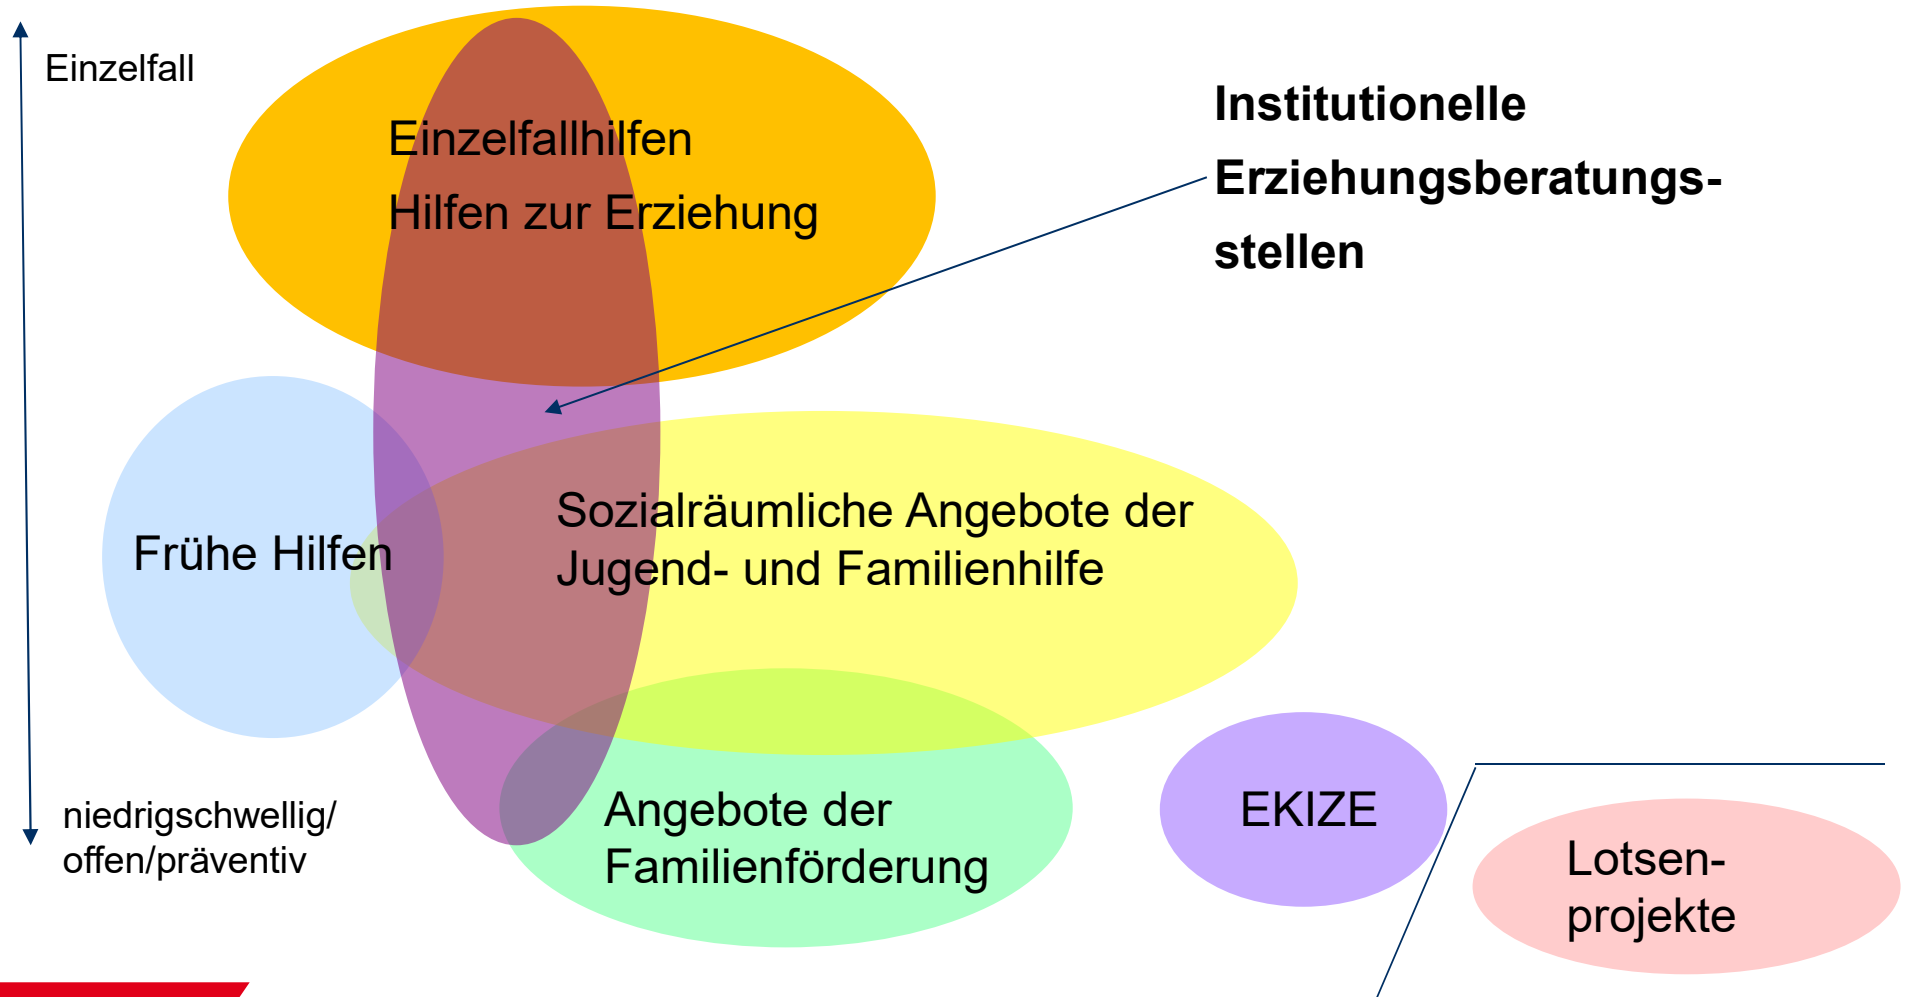 Einzelfall
Einzelfallhilfen
Hilfen zur Erziehung
Institutionelle
Erziehungsberatungs-
stellen
Frühe Hilfen
Sozialräumliche Angebote der
Jugend- und Familienhilfe
niedrigschwellig/
offen/präventiv
Angebote der
Familienförderung
EKIZE
Lotsen-
projekte